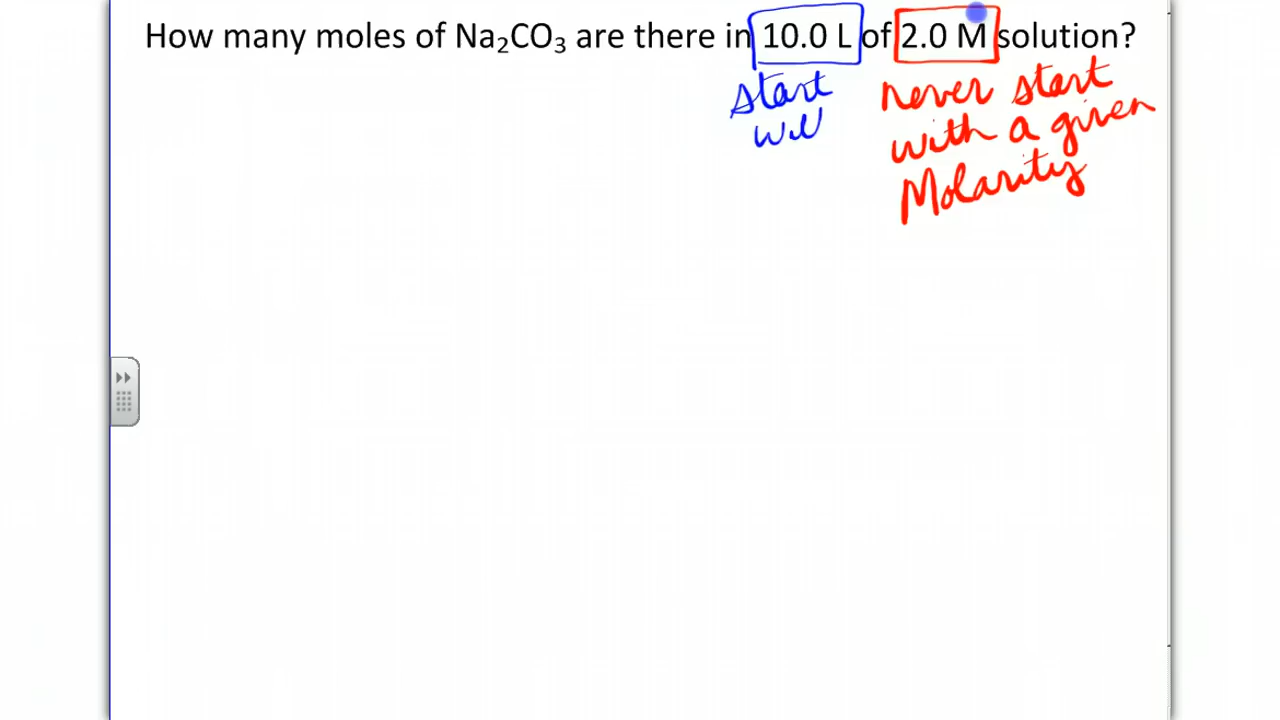 How many moles of Na₂CO₃ are there in 10.0 L of 2.0 M solution?
start
never start
with a given
Molarity